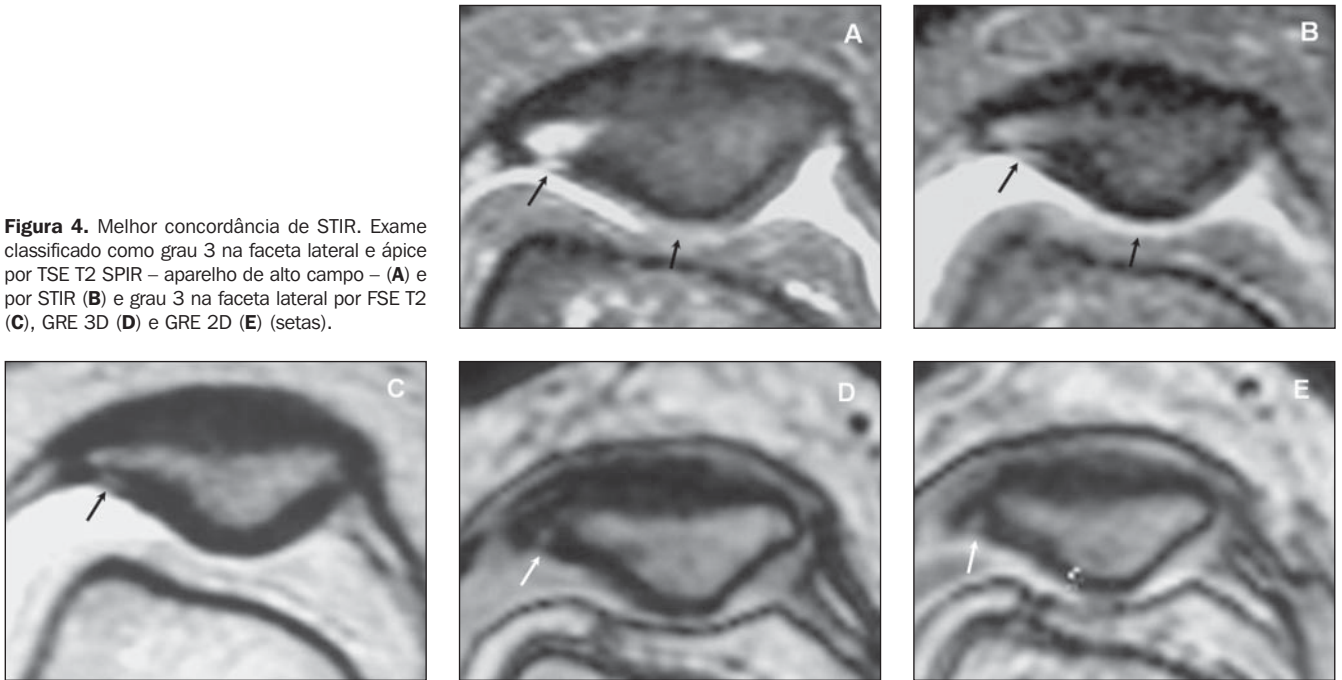 A
B
Figura 4. Melhor concordância de STIR. Exame
classificado como grau 3 na faceta lateral e ápice
por TSE T2 SPIR – aparelho de alto campo – (A) e
por STIR (B) e grau 3 na faceta lateral por FSE T2
(C), GRE 3D (D) e GRE 2D (E) (setas).
C
D
E